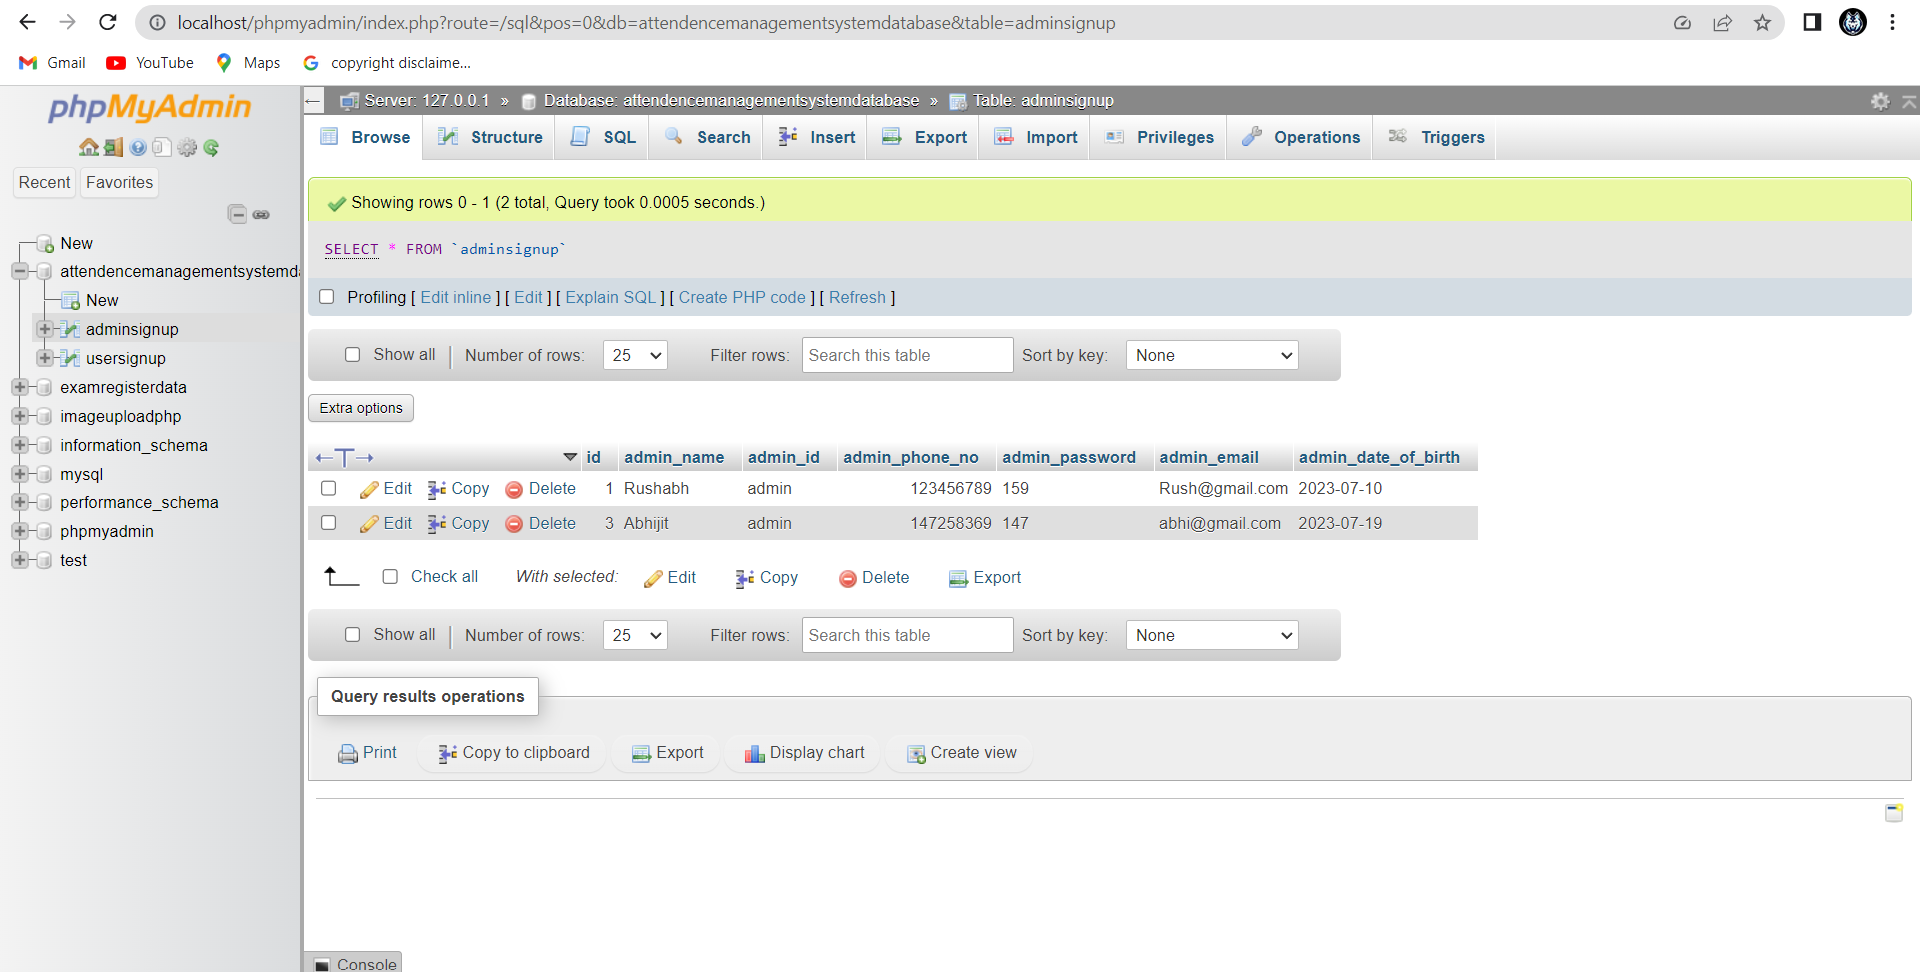 localhost/phpmyadmin/index.php?route=/sql&pos=0&db=attendencemanagementsystemdatabase&table=adminsignup
Gmail YouTube Maps copyright disclaime...
phpMyAdmin
Recent Favorites
New
attendencemanagementsystemda
New
adminsignup
usersignup
examregisterdata
imageuploadphp
information_schema
mysql
performance_schema
phpmyadmin
test
Server: 127.0.0.1 » Database: attendencemanagementsystemdatabase » Table: adminsignup
Browse Structure SQL Search Insert Export Import Privileges Operations Triggers
Showing rows 0 - 1 (2 total, Query took 0.0005 seconds.)
SELECT * FROM `adminsignup`
Profiling [ Edit inline ] [ Edit ] [ Explain SQL ] [ Create PHP code ] [ Refresh ]
Show all Number of rows: 25 Filter rows: Search this table Sort by key: None
Extra options
←T→ id admin_name admin_id admin_phone_no admin_password admin_email admin_date_of_birth
Edit Copy Delete 1 Rushabh admin 123456789 159 Rush@gmail.com 2023-07-10
Edit Copy Delete 3 Abhijit admin 147258369 147 abhi@gmail.com 2023-07-19
Check all With selected: Edit Copy Delete Export
Show all Number of rows: 25 Filter rows: Search this table Sort by key: None
Query results operations
Print Copy to clipboard Export Display chart Create view
Console